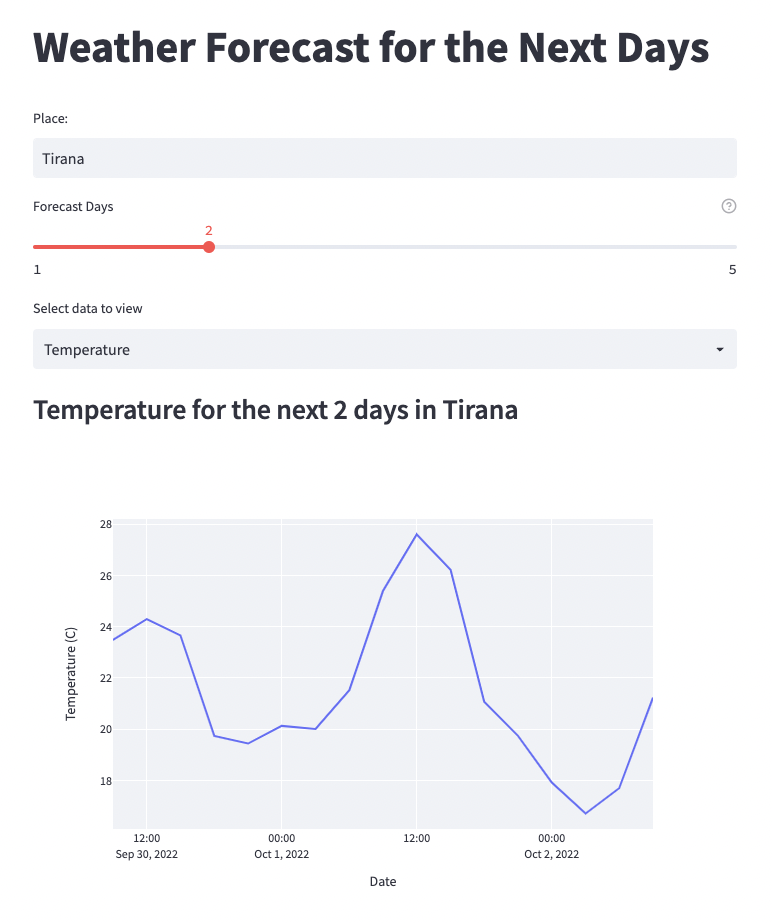 Weather Forecast for the Next Days
Place:
Tirana
Forecast Days
2
1 5
Select data to view
Temperature
Temperature for the next 2 days in Tirana
28
26
24
22
20
18
Temperature (C)
12:00 00:00 12:00 00:00
Sep 30, 2022 Oct 1, 2022 Oct 2, 2022
Date